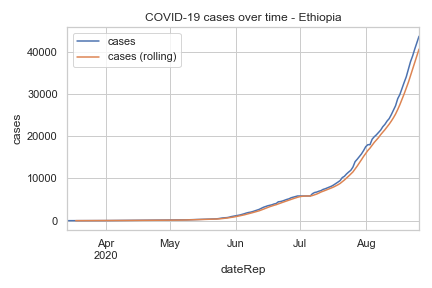 COVID-19 cases over time - Ethiopia
cases
cases (rolling)
40000
30000
20000
10000
0
cases
Apr
2020
May
Jun
Jul
Aug
dateRep